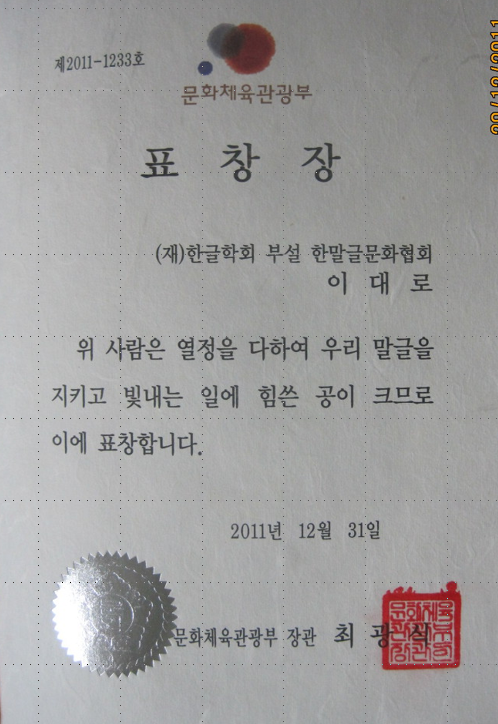 제2011-1233호
문화체육관광부
표 창 장
(재)한글학회 부설 한말글문화협회
이 대 로
위 사람은 열정을 다하여 우리 말글을
지키고 빛내는 일에 힘쓴 공이 크므로
이에 표창합니다.
2011년 12월 31일
문화체육관광부 장관 최 광 식